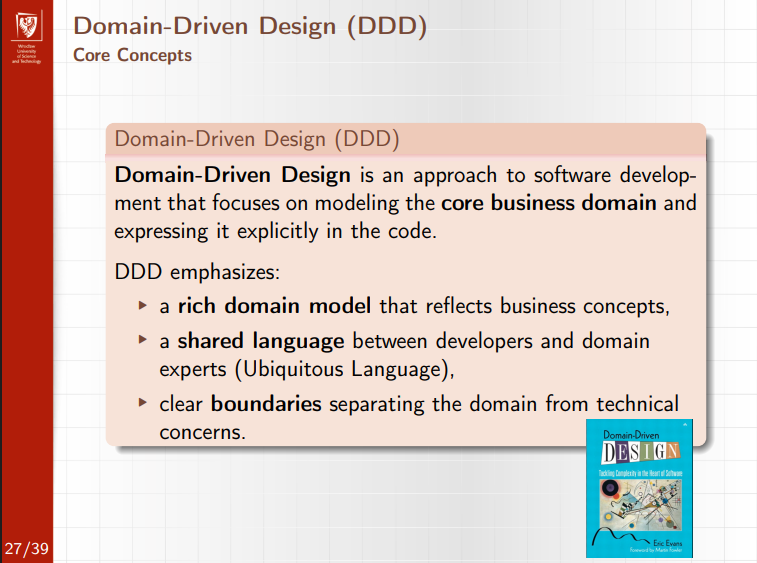 Wrocław
University
of Science
and Technology
Domain-Driven Design (DDD)
Core Concepts
Domain-Driven Design (DDD)
Domain-Driven Design is an approach to software develop-
ment that focuses on modeling the core business domain and
expressing it explicitly in the code.
DDD emphasizes:
a rich domain model that reflects business concepts,
a shared language between developers and domain
experts (Ubiquitous Language),
clear boundaries separating the domain from technical
concerns.
Domain-Driven
DESIGN
Tackling Complexity in the Heart of Software
Eric Evans
Foreword by Martin Fowler
27/39